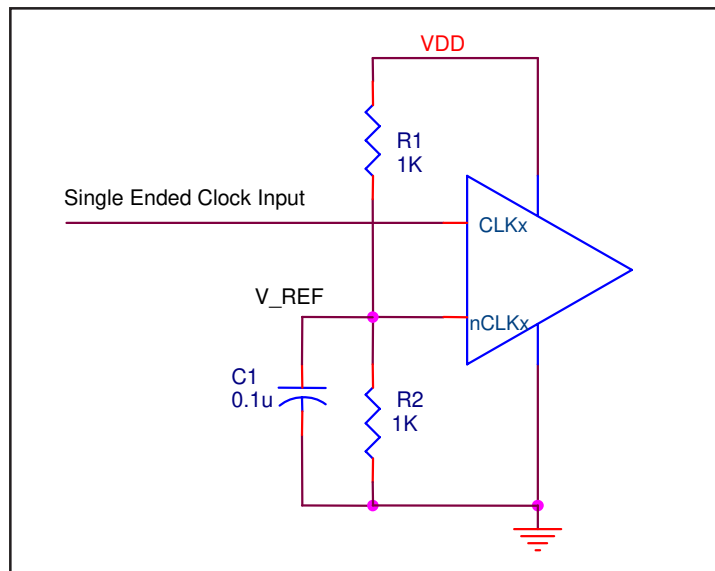 VDD
R1
1K
Single Ended Clock Input
CLKx
V_REF
nCLKx
C1
0.1u
R2
1K